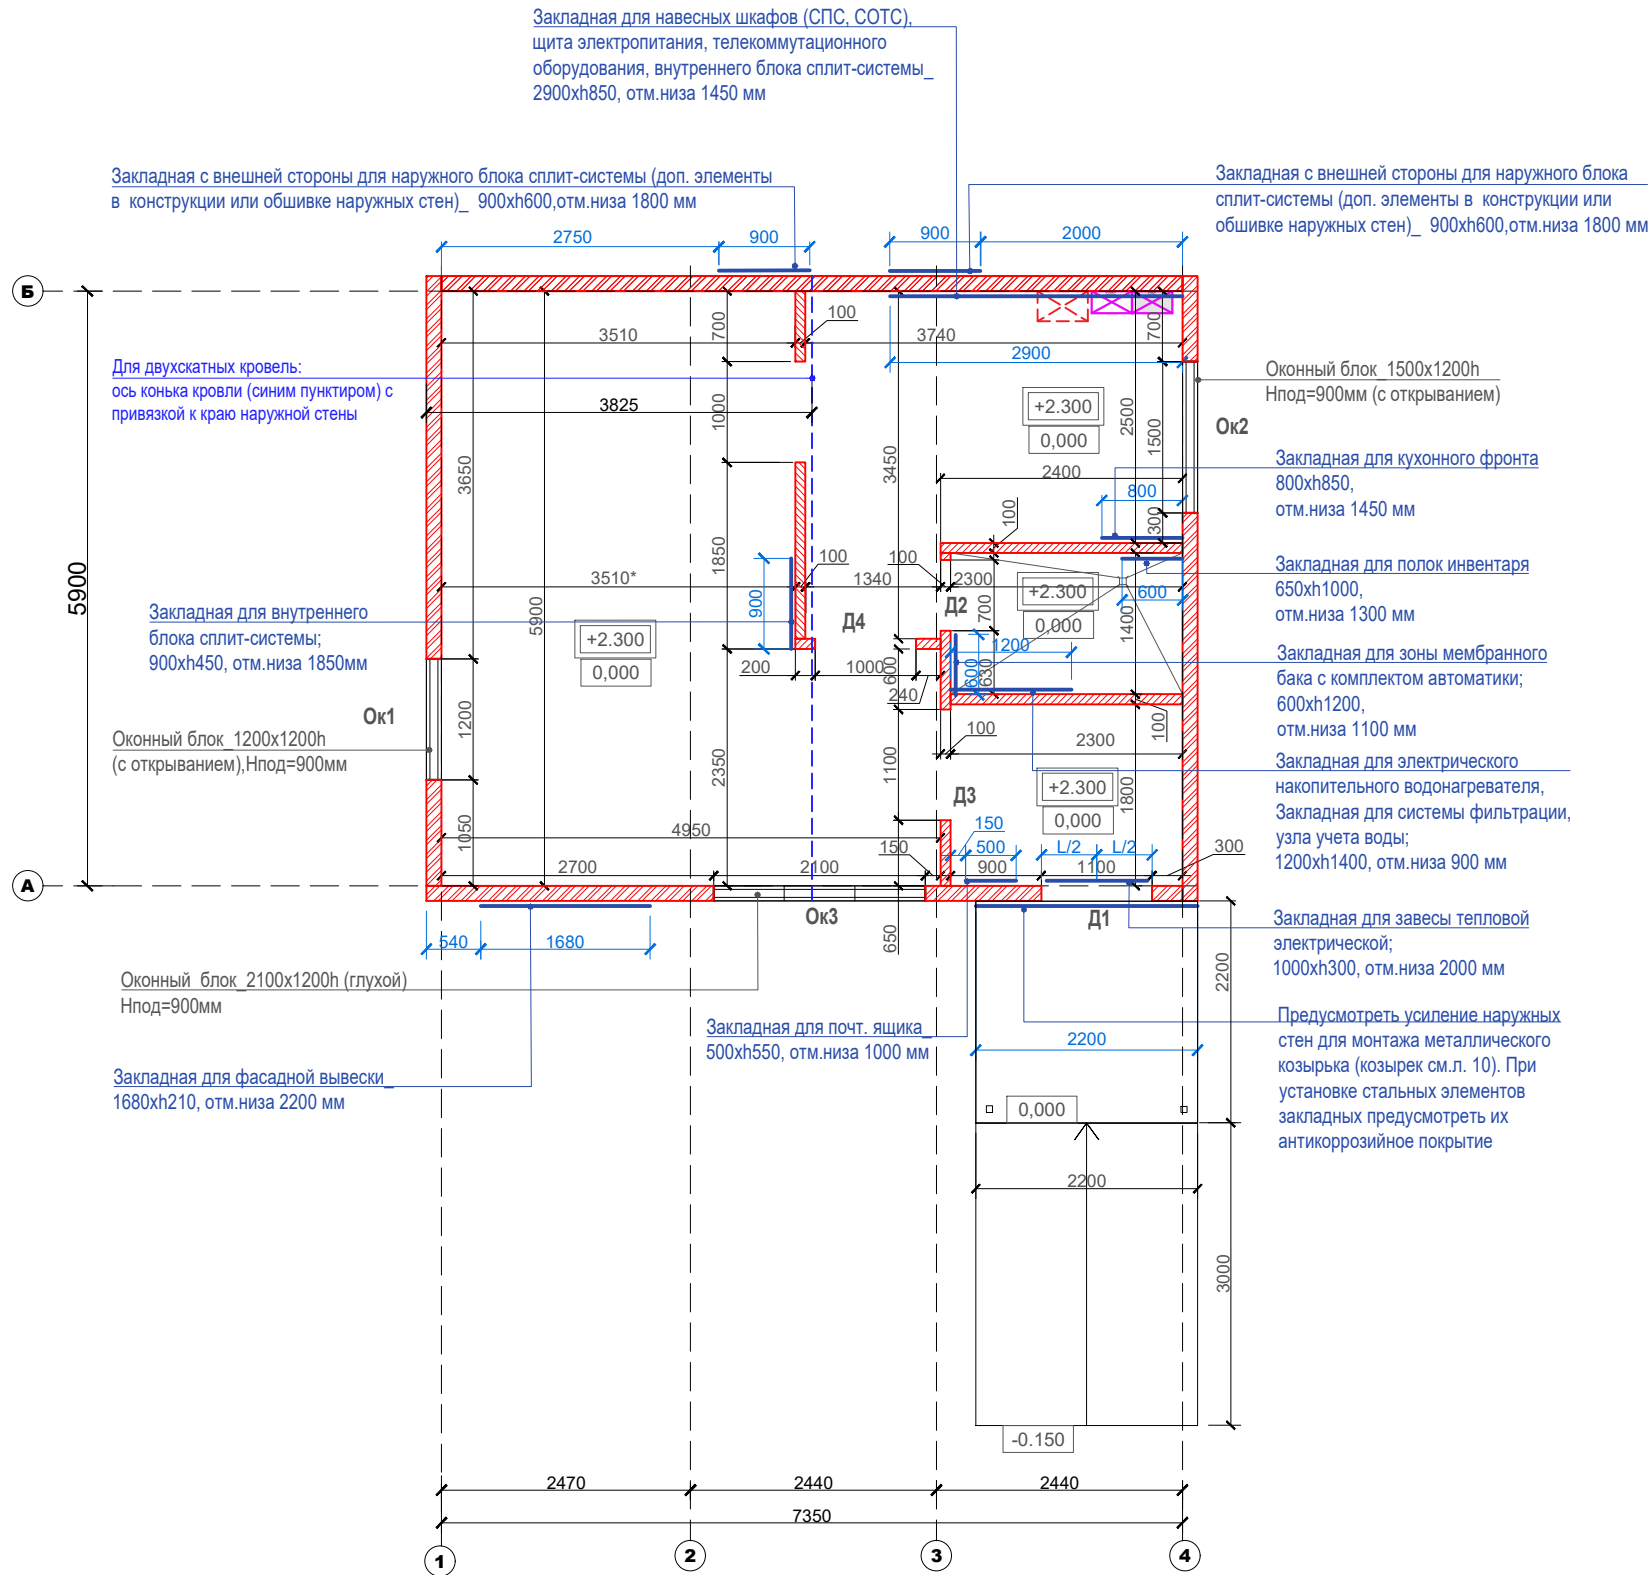 Закладная для навесных шкафов (СПС, СОТС),
щита электропитания, телекоммутационного
оборудования, внутреннего блока сплит-системы_
2900xh850, отм.низа 1450 мм
Закладная с внешней стороны для наружного блока сплит-системы (доп. элементы
в конструкции или обшивке наружных стен)_ 900xh600,отм.низа 1800 мм
Закладная с внешней стороны для наружного блока
сплит-системы (доп. элементы в конструкции или
обшивке наружных стен)_ 900xh600,отм.низа 1800 мм
2750
900
900
2000
Б
100
700
700
3510
3740
2900
Для двухскатных кровель:
ось конька кровли (синим пунктиром) с
привязкой к краю наружной стены
3825
Оконный блок_1500x1200h
Нпод=900мм (с открыванием)
+2.300
0,000
Ок2
1000
2500
1500
3650
3450
2400
800
Закладная для кухонного фронта
800xh850,
отм.низа 1450 мм
100
300
1850
5900
5900
100
100
3510*
1340
2300
Закладная для полок инвентаря
650xh1000,
отм.низа 1300 мм
+2.300
0,000
600
Д2
700
1400
900
Д4
Закладная для внутреннего
блока сплит-системы;
900xh450, отм.низа 1850мм
+2.300
0,000
1200
600
630
600
200
1000
240
Закладная для зоны мембранного
бака с комплектом автоматики;
600xh1200,
отм.низа 1100 мм
Ок1
1200
Оконный блок_1200x1200h
(с открыванием),Нпод=900мм
100
2300
100
2350
1100
+2.300
0,000
1800
Закладная для электрического
накопительного водонагревателя,
Закладная для системы фильтрации,
узла учета воды;
1200xh1400, отм.низа 900 мм
Д3
1050
4950
150
150
500
L/2
L/2
300
2700
2100
900
1100
А
Ок3
Д1
650
540
1680
Закладная для завесы тепловой
электрической;
1000xh300, отм.низа 2000 мм
Оконный блок_2100x1200h (глухой)
Нпод=900мм
2200
Закладная для почт. ящика_
500xh550, отм.низа 1000 мм
2200
Предусмотреть усиление наружных
стен для монтажа металлического
козырька (козырек см.л. 10). При
установке стальных элементов
закладных предусмотреть их
антикоррозийное покрытие
Закладная для фасадной вывески_
1680xh210, отм.низа 2200 мм
0,000
2200
3000
-0.150
2470
2440
2440
7350
1
2
3
4